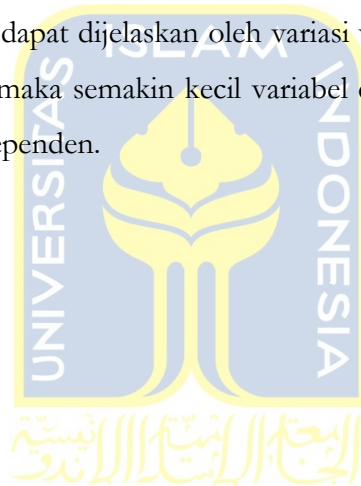 dapat dijelaskan oleh variasi
maka semakin kecil variabel
ependen.
UNIVERSITAS
ISLAM
INDONESIA